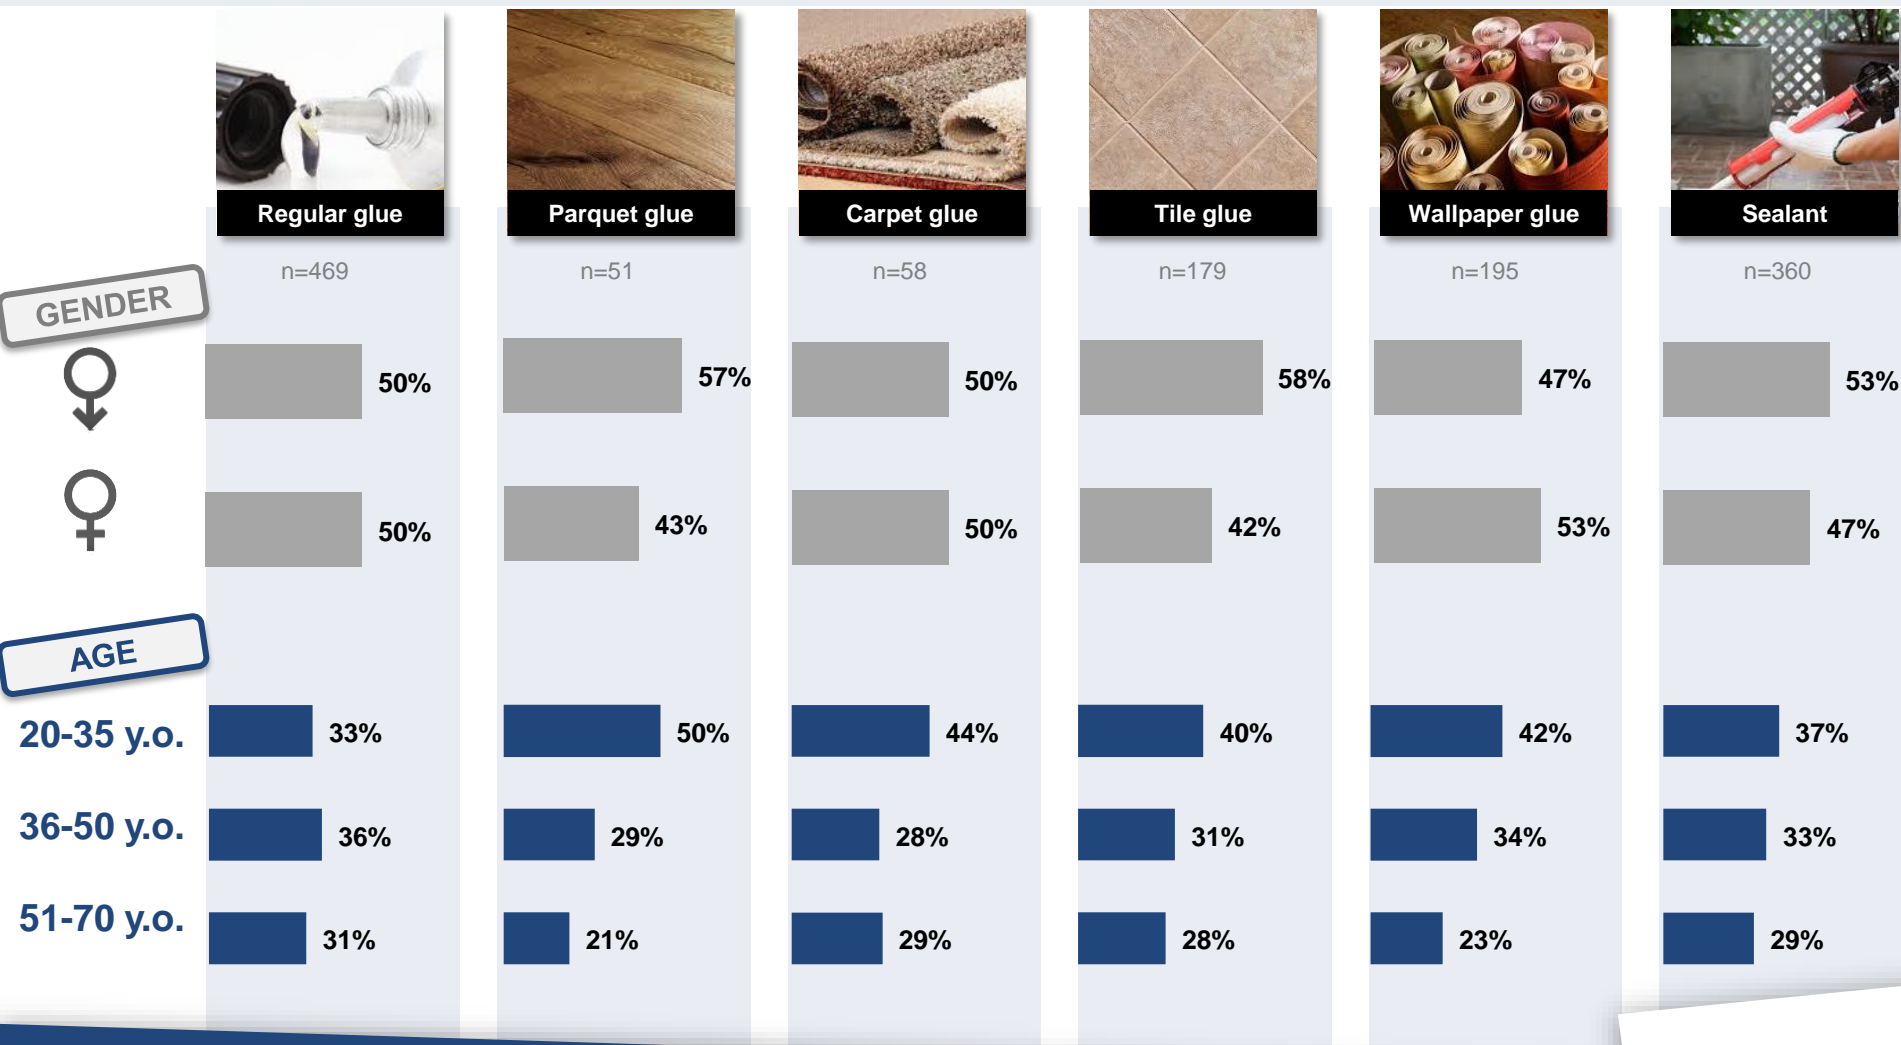 Regular glue
Parquet glue
Carpet glue
Tile glue
Wallpaper glue
Sealant
n=469
n=51
n=58
n=179
n=195
n=360
GENDER
50%
57%
50%
58%
47%
53%
50%
43%
50%
42%
53%
47%
AGE
20-35 y.o.
33%
50%
44%
40%
42%
37%
36-50 y.o.
36%
29%
28%
31%
34%
33%
51-70 y.o.
31%
21%
29%
28%
23%
29%